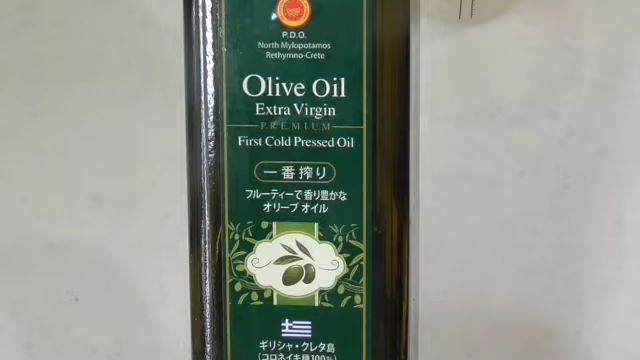 P.D.O.
North Mylopotamos
Rethymno-Crete
Olive Oil
Extra Virgin
PREMIUM
First Cold Pressed Oil
一番搾り
フルーティーで香り豊かな
オリーブ オイル
ギリシャ・クレタ島
(コロネイキ種100%)